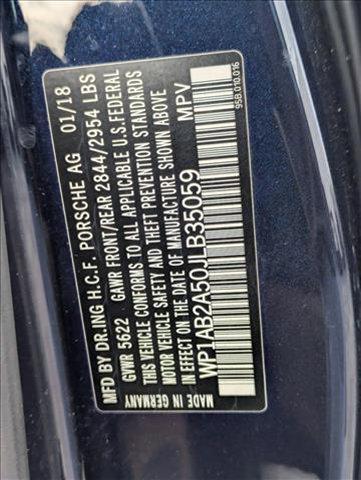 MFD BY DR.ING H.C.F. PORSCHE AG 01/18
GVWR 5622 GAWR FRONT/REAR 2844/2954 LBS
THIS VEHICLE CONFORMS TO ALL APPLICABLE U.S.FEDERAL
MOTOR VEHICLE SAFETY AND THEFT PREVENTION STANDARDS
IN EFFECT ON THE DATE OF MANUFACTURE SHOWN ABOVE
MADE IN GERMANY
WP1AB2A50JLB35059 MPV
95B.010.016